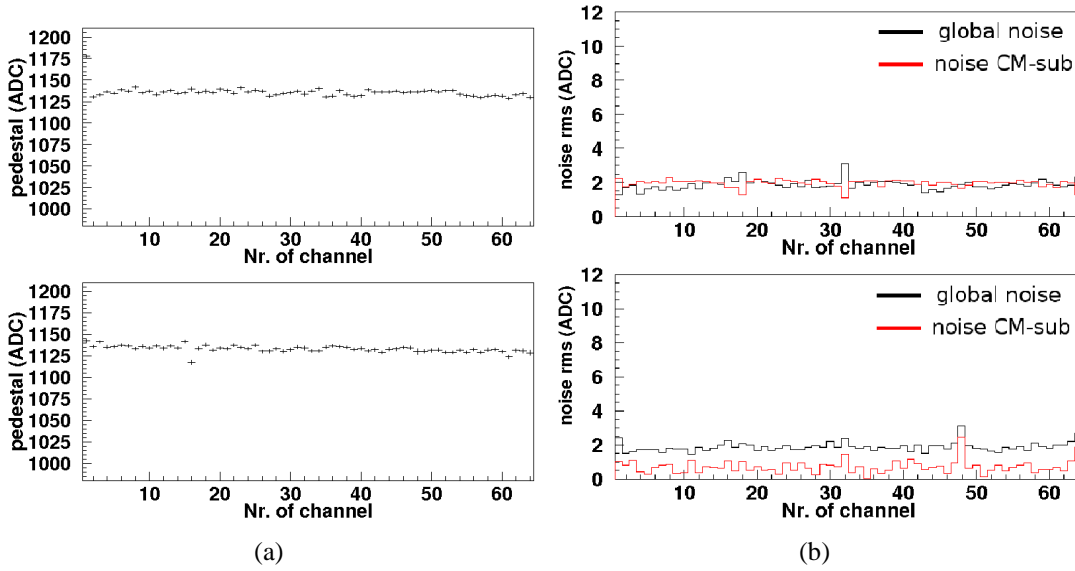 1200
1175
1150
1125
1100
1075
1050
1025
1000
pedestal (ADC)
10 20 30 40 50 60
Nr. of channel
12
10
8
6
4
2
0
noise rms (ADC)
global noise
noise CM-sub
10 20 30 40 50 60
Nr. of channel
1200
1175
1150
1125
1100
1075
1050
1025
1000
pedestal (ADC)
10 20 30 40 50 60
Nr. of channel
12
10
8
6
4
2
0
noise rms (ADC)
global noise
noise CM-sub
10 20 30 40 50 60
Nr. of channel
(a)
(b)